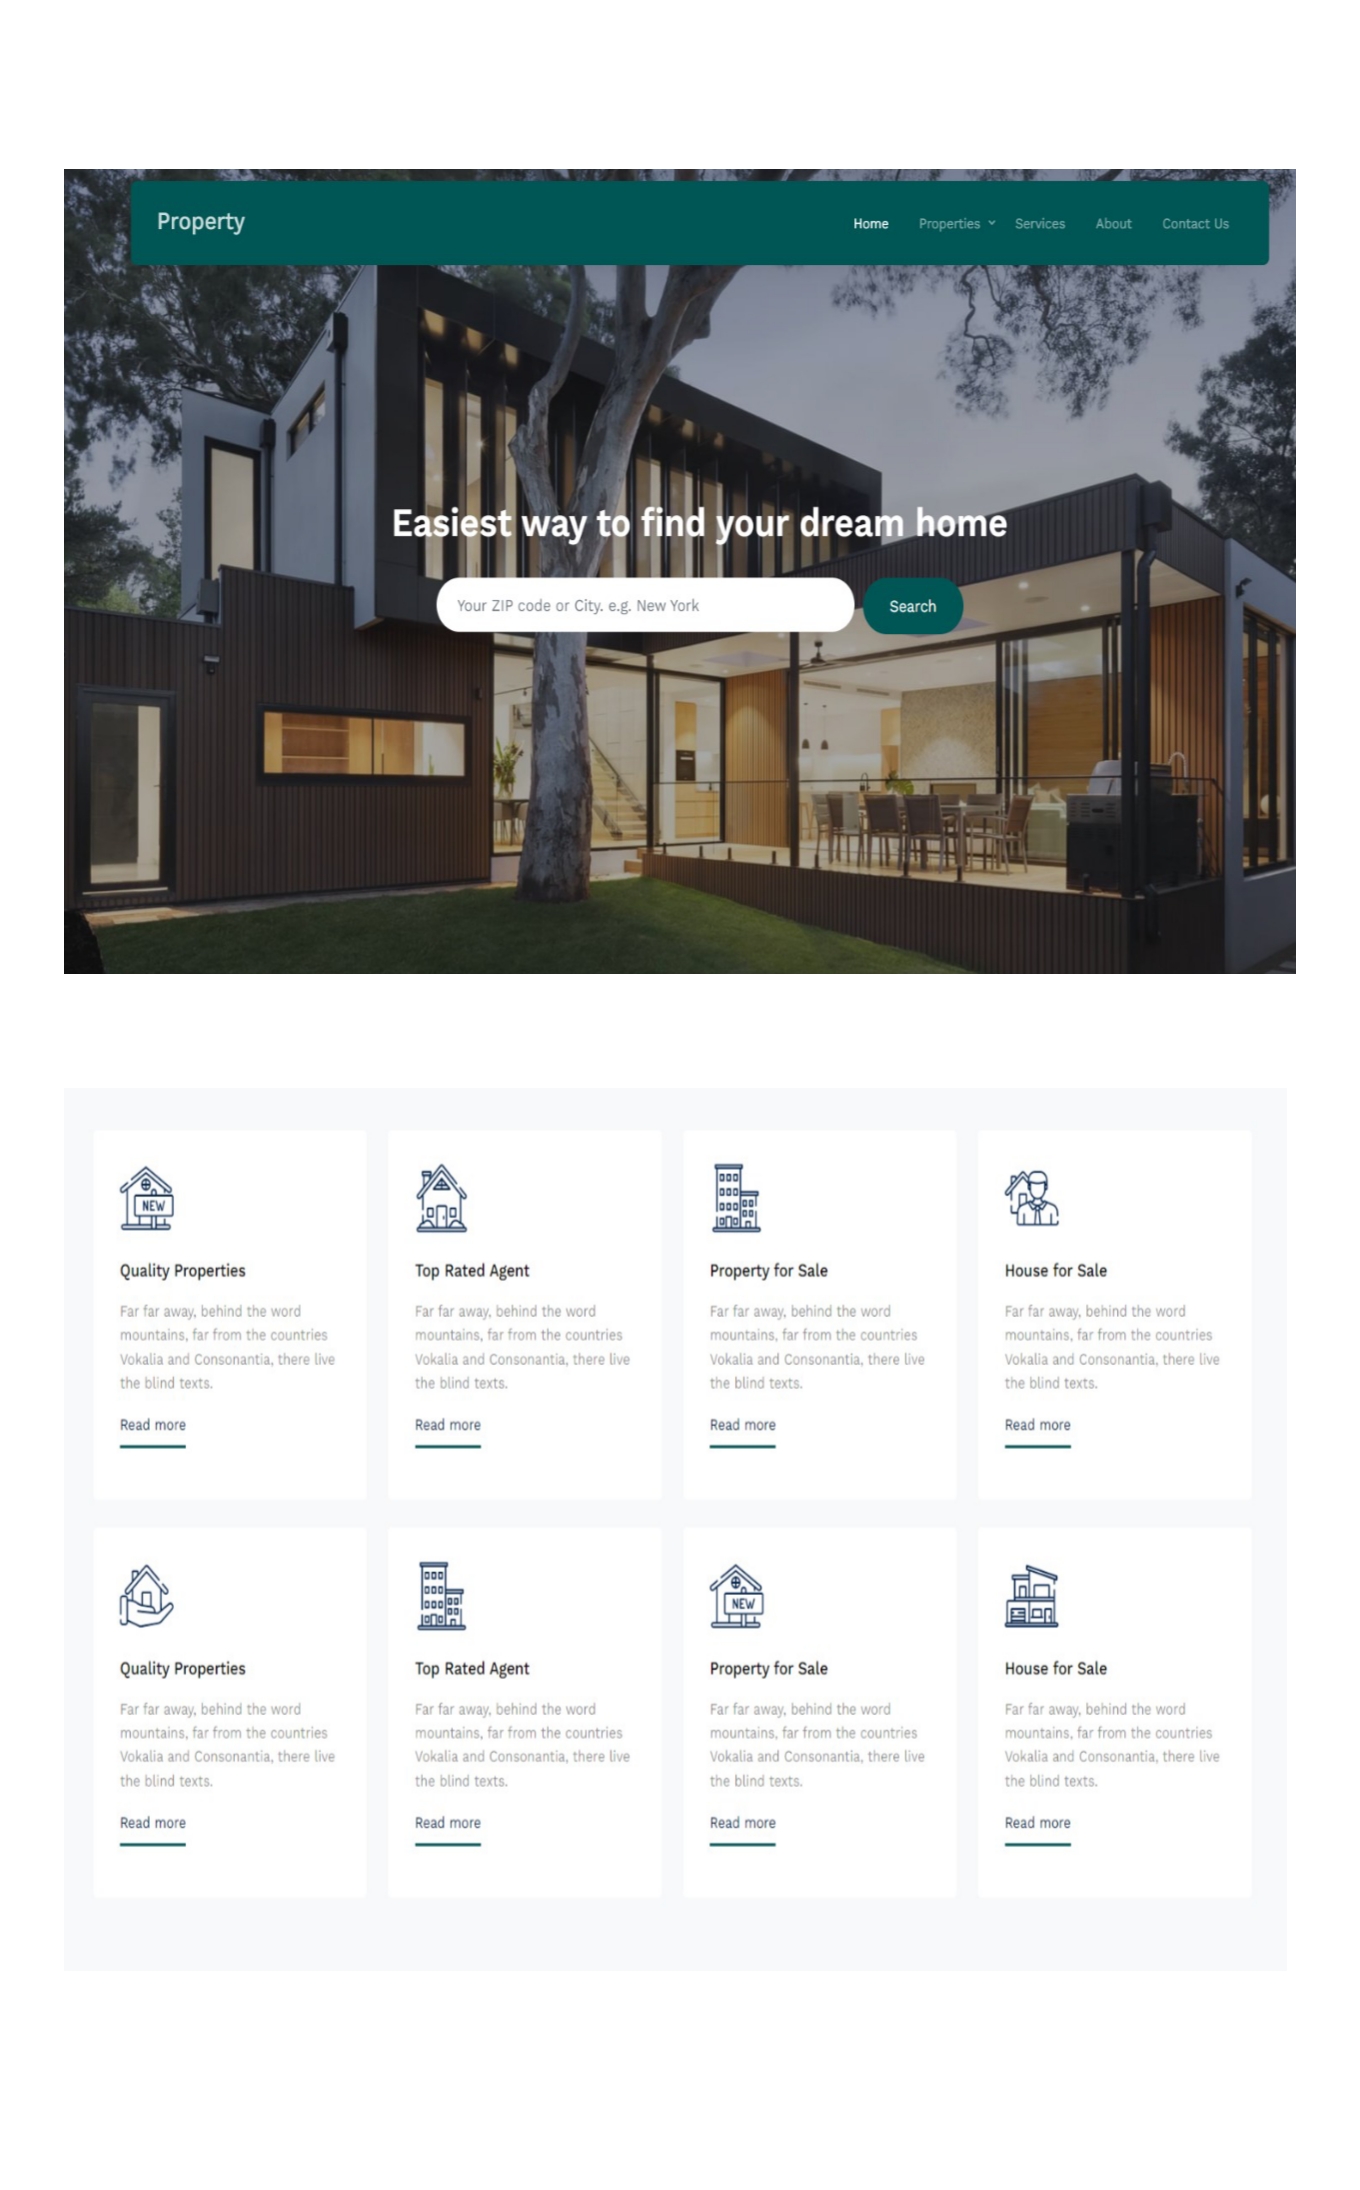 Property
Home Properties Services About Contact Us
Easiest way to find your dream home
Your ZIP code or City. e.g. New York
Search
NEW
Quality Properties
Far far away, behind the word
mountains, far from the countries
Vokalia and Consonantia, there live
the blind texts.
Read more
Top Rated Agent
Far far away, behind the word
mountains, far from the countries
Vokalia and Consonantia, there live
the blind texts.
Read more
Property for Sale
Far far away, behind the word
mountains, far from the countries
Vokalia and Consonantia, there live
the blind texts.
Read more
House for Sale
Far far away, behind the word
mountains, far from the countries
Vokalia and Consonantia, there live
the blind texts.
Read more
Quality Properties
Far far away, behind the word
mountains, far from the countries
Vokalia and Consonantia, there live
the blind texts.
Read more
Top Rated Agent
Far far away, behind the word
mountains, far from the countries
Vokalia and Consonantia, there live
the blind texts.
Read more
NEW
Property for Sale
Far far away, behind the word
mountains, far from the countries
Vokalia and Consonantia, there live
the blind texts.
Read more
House for Sale
Far far away, behind the word
mountains, far from the countries
Vokalia and Consonantia, there live
the blind texts.
Read more